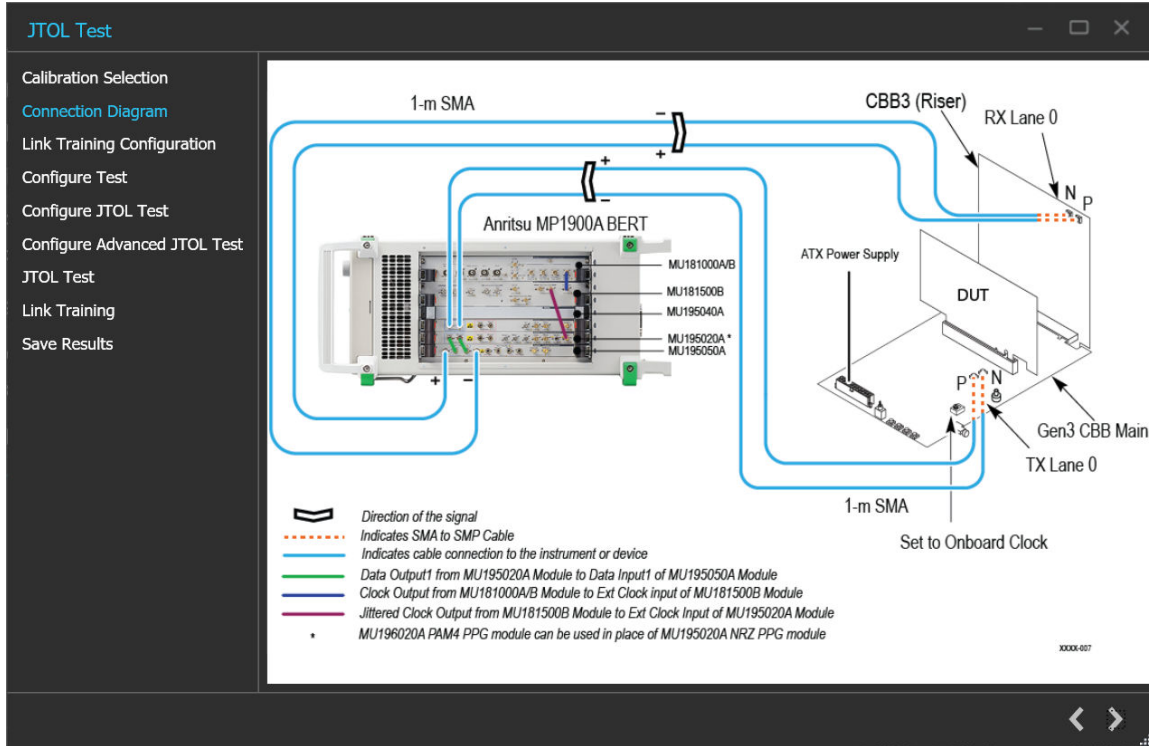 JTOL Test
Calibration Selection
Connection Diagram
Link Training Configuration
Configure Test
Configure JTOL Test
Configure Advanced JTOL Test
JTOL Test
Link Training
Save Results
1-m SMA
CBB3 (Riser)
RX Lane 0
−
+
N
P
+
−
Anritsu MP1900A BERT
MU181000A/B
MU181500B
MU195040A
MU195020A *
MU195050A
ATX Power Supply
DUT
+
−
P
N
Gen3 CBB Main
TX Lane 0
1-m SMA
Set to Onboard Clock
Direction of the signal
Indicates SMA to SMP Cable
Indicates cable connection to the instrument or device
Data Output1 from MU195020A Module to Data Input1 of MU195050A Module
Clock Output from MU181000A/B Module to Ext Clock input of MU181500B Module
Jittered Clock Output from MU181500B Module to Ext Clock Input of MU195020A Module
* MU196020A PAM4 PPG module can be used in place of MU195020A NRZ PPG module
XXXX-007